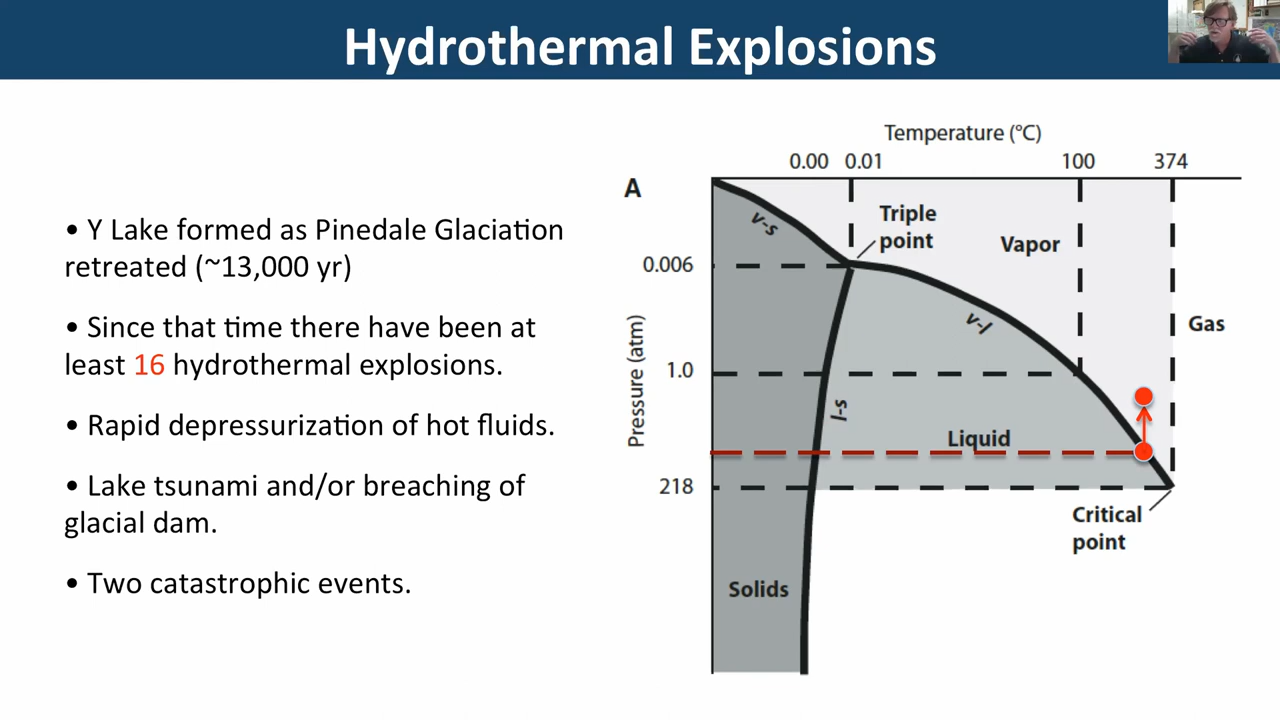 Hydrothermal Explosions
• Y Lake formed as Pinedale Glaciation
retreated (~13,000 yr)
• Since that time there have been at
least 16 hydrothermal explosions.
• Rapid depressurization of hot fluids.
• Lake tsunami and/or breaching of
glacial dam.
• Two catastrophic events.
A
Temperature (°C)
0.00 0.01 100 374
Triple
point
Vapor
v-s
0.006
v-l
Gas
Pressure (atm)
1.0
l-s
Liquid
218
Critical
point
Solids